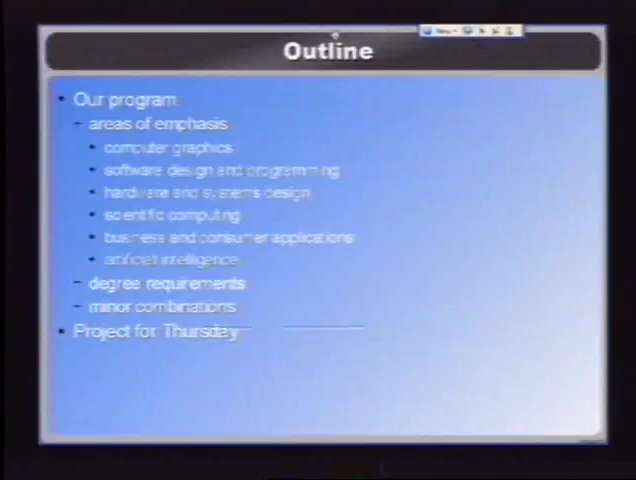 Outline
• Our program
– areas of emphasis
• computer graphics
• software design and programming
• hardware and systems design
• scientific computing
• business and consumer applications
• artificial intelligence
– degree requirements
– minor combinations
• Project for Thursday